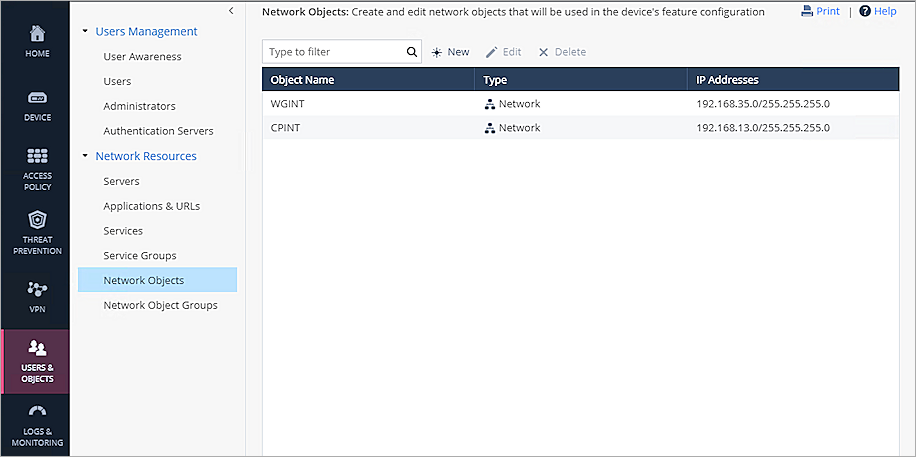 HOME
DEVICE
ACCESS
POLICY
THREAT
PREVENTION
VPN
USERS &
OBJECTS
LOGS &
MONITORING
Users Management
User Awareness
Users
Administrators
Authentication Servers
Network Resources
Servers
Applications & URLs
Services
Service Groups
Network Objects
Network Object Groups
Network Objects: Create and edit network objects that will be used in the device's feature configuration
Print | Help
Type to filter New Edit Delete
Object Name Type IP Addresses
WGINT Network 192.168.35.0/255.255.255.0
CPINT Network 192.168.13.0/255.255.255.0